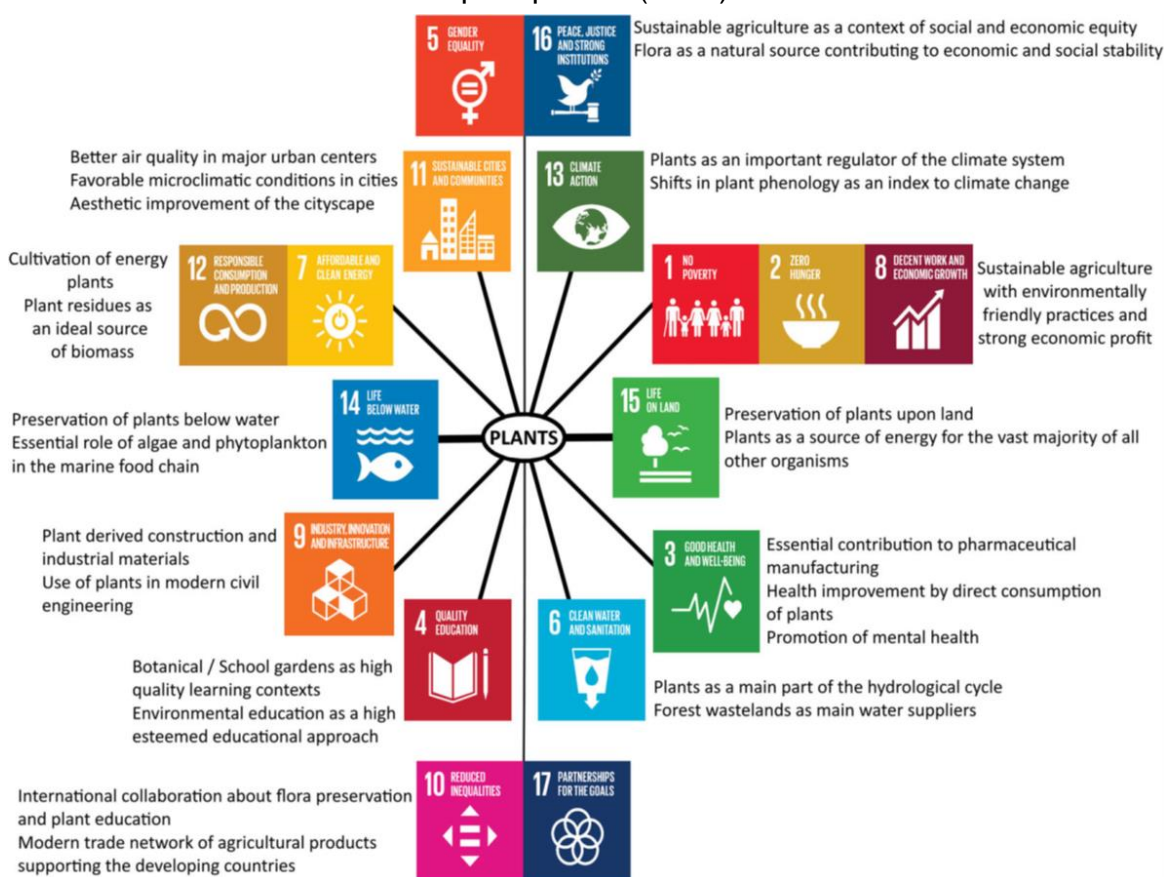 5 GENDER
EQUALITY
16 PEACE, JUSTICE
AND STRONG
INSTITUTIONS
Sustainable agriculture as a context of social and economic equity
Flora as a natural source contributing to economic and social stability
Better air quality in major urban centers
Favorable microclimatic conditions in cities
Aesthetic improvement of the cityscape
11 SUSTAINABLE CITIES
AND COMMUNITIES
13 CLIMATE
ACTION
Plants as an important regulator of the climate system
Shifts in plant phenology as an index to climate change
Cultivation of energy
plants
Plant residues as
an ideal source
of biomass
12 RESPONSIBLE
CONSUMPTION
AND PRODUCTION
7 AFFORDABLE AND
CLEAN ENERGY
1 NO
POVERTY
2 ZERO
HUNGER
8 DECENT WORK AND
ECONOMIC GROWTH
Sustainable agriculture
with environmentally
friendly practices and
strong economic profit
Preservation of plants below water
Essential role of algae and phytoplankton
in the marine food chain
14 LIFE
BELOW WATER
PLANTS
15 LIFE
ON LAND
Preservation of plants upon land
Plants as a source of energy for the vast majority of all
other organisms
Plant derived construction and
industrial materials
Use of plants in modern civil
engineering
9 INDUSTRY, INNOVATION
AND INFRASTRUCTURE
3 GOOD HEALTH
AND WELL-BEING
Essential contribution to pharmaceutical
manufacturing
Health improvement by direct consumption
of plants
Promotion of mental health
4 QUALITY
EDUCATION
6 CLEAN WATER
AND SANITATION
Botanical / School gardens as high
quality learning contexts
Environmental education as a high
esteemed educational approach
Plants as a main part of the hydrological cycle
Forest wastelands as main water suppliers
International collaboration about flora preservation
and plant education
Modern trade network of agricultural products
supporting the developing countries
10 REDUCED
INEQUALITIES
17 PARTNERSHIPS
FOR THE GOALS